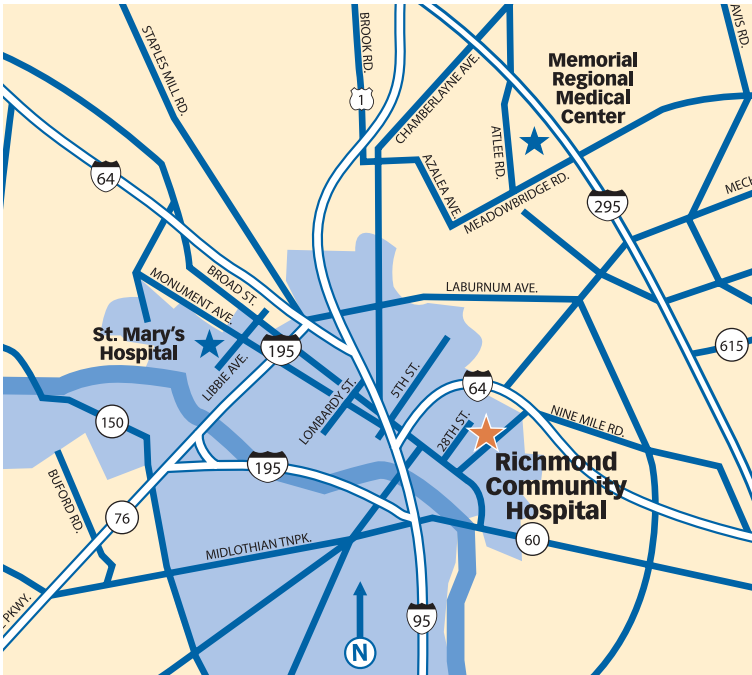 STAPLES MILL RD.
BROOK RD.
1
CHAMBERLAYNE AVE.
Memorial
Regional
Medical
Center
AVIS RD.
ATLEE RD.
AZALEA AVE.
MEADOWBRIDGE RD.
64
295
MECH
BROAD ST.
MONUMENT AVE.
LABURNUM AVE.
St. Mary's
Hospital
LIBBIE AVE.
195
615
LOMBARDY ST.
5TH ST.
64
28TH ST.
NINE MILE RD.
150
Richmond
Community
Hospital
195
BUFORD RD.
76
60
MIDLOTHIAN TNPK.
PKWY.
95
N